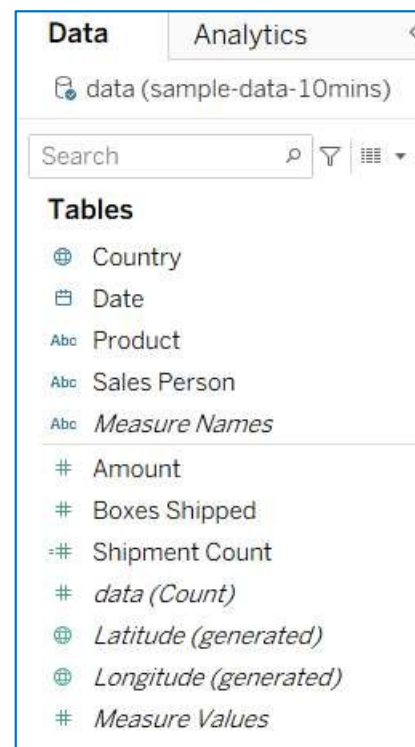 Data Analytics
data (sample-data-10mins)
Search
Tables
Country
Date
Abc Product
Abc Sales Person
Abc Measure Names
# Amount
# Boxes Shipped
=# Shipment Count
# data (Count)
Latitude (generated)
Longitude (generated)
# Measure Values